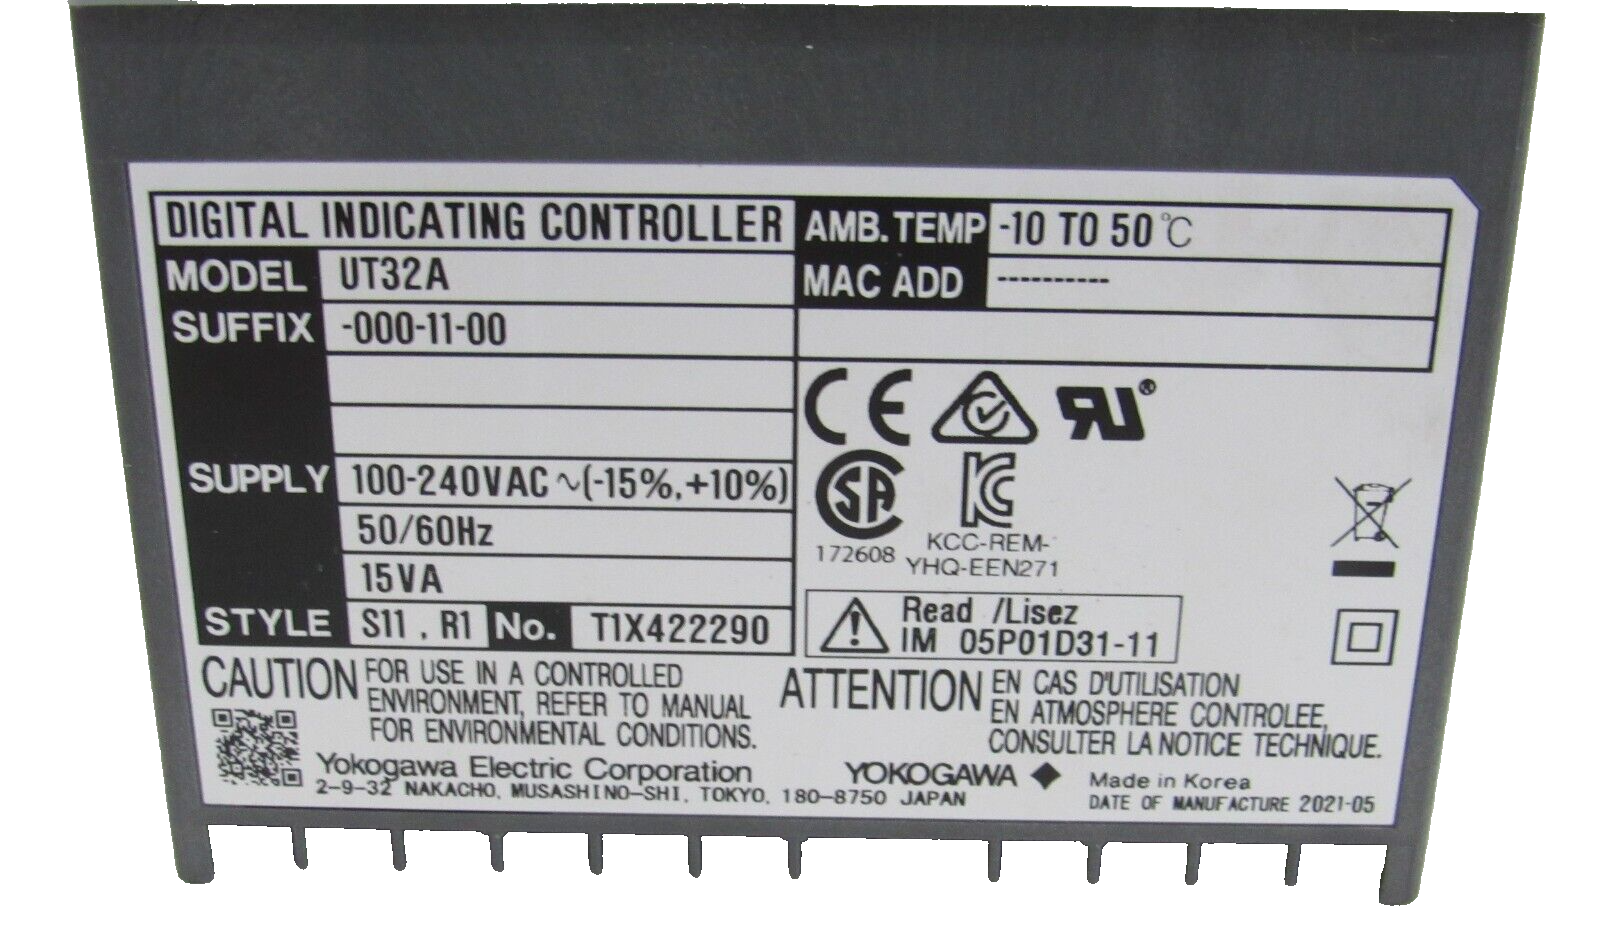 DIGITAL INDICATING CONTROLLER
MODEL UT32A
SUFFIX -000-11-00
SUPPLY 100-240VAC ~(-15%,+10%)
50/60Hz
15VA
STYLE S11 , R1 No. T1X422290
AMB. TEMP -10 TO 50℃
MAC ADD ----------
CE
RU®
SA
172608
KC
KCC-REM-
YHQ-EEN271
Read /Lisez
IM 05P01D31-11
CAUTION FOR USE IN A CONTROLLED
ENVIRONMENT, REFER TO MANUAL
FOR ENVIRONMENTAL CONDITIONS.
ATTENTION EN CAS D'UTILISATION
EN ATMOSPHERE CONTROLEE,
CONSULTER LA NOTICE TECHNIQUE.
Yokogawa Electric Corporation
2-9-32 NAKACHO, MUSASHINO-SHI, TOKYO, 180-8750 JAPAN
YOKOGAWA ◆
Made in Korea
DATE OF MANUFACTURE 2021-05